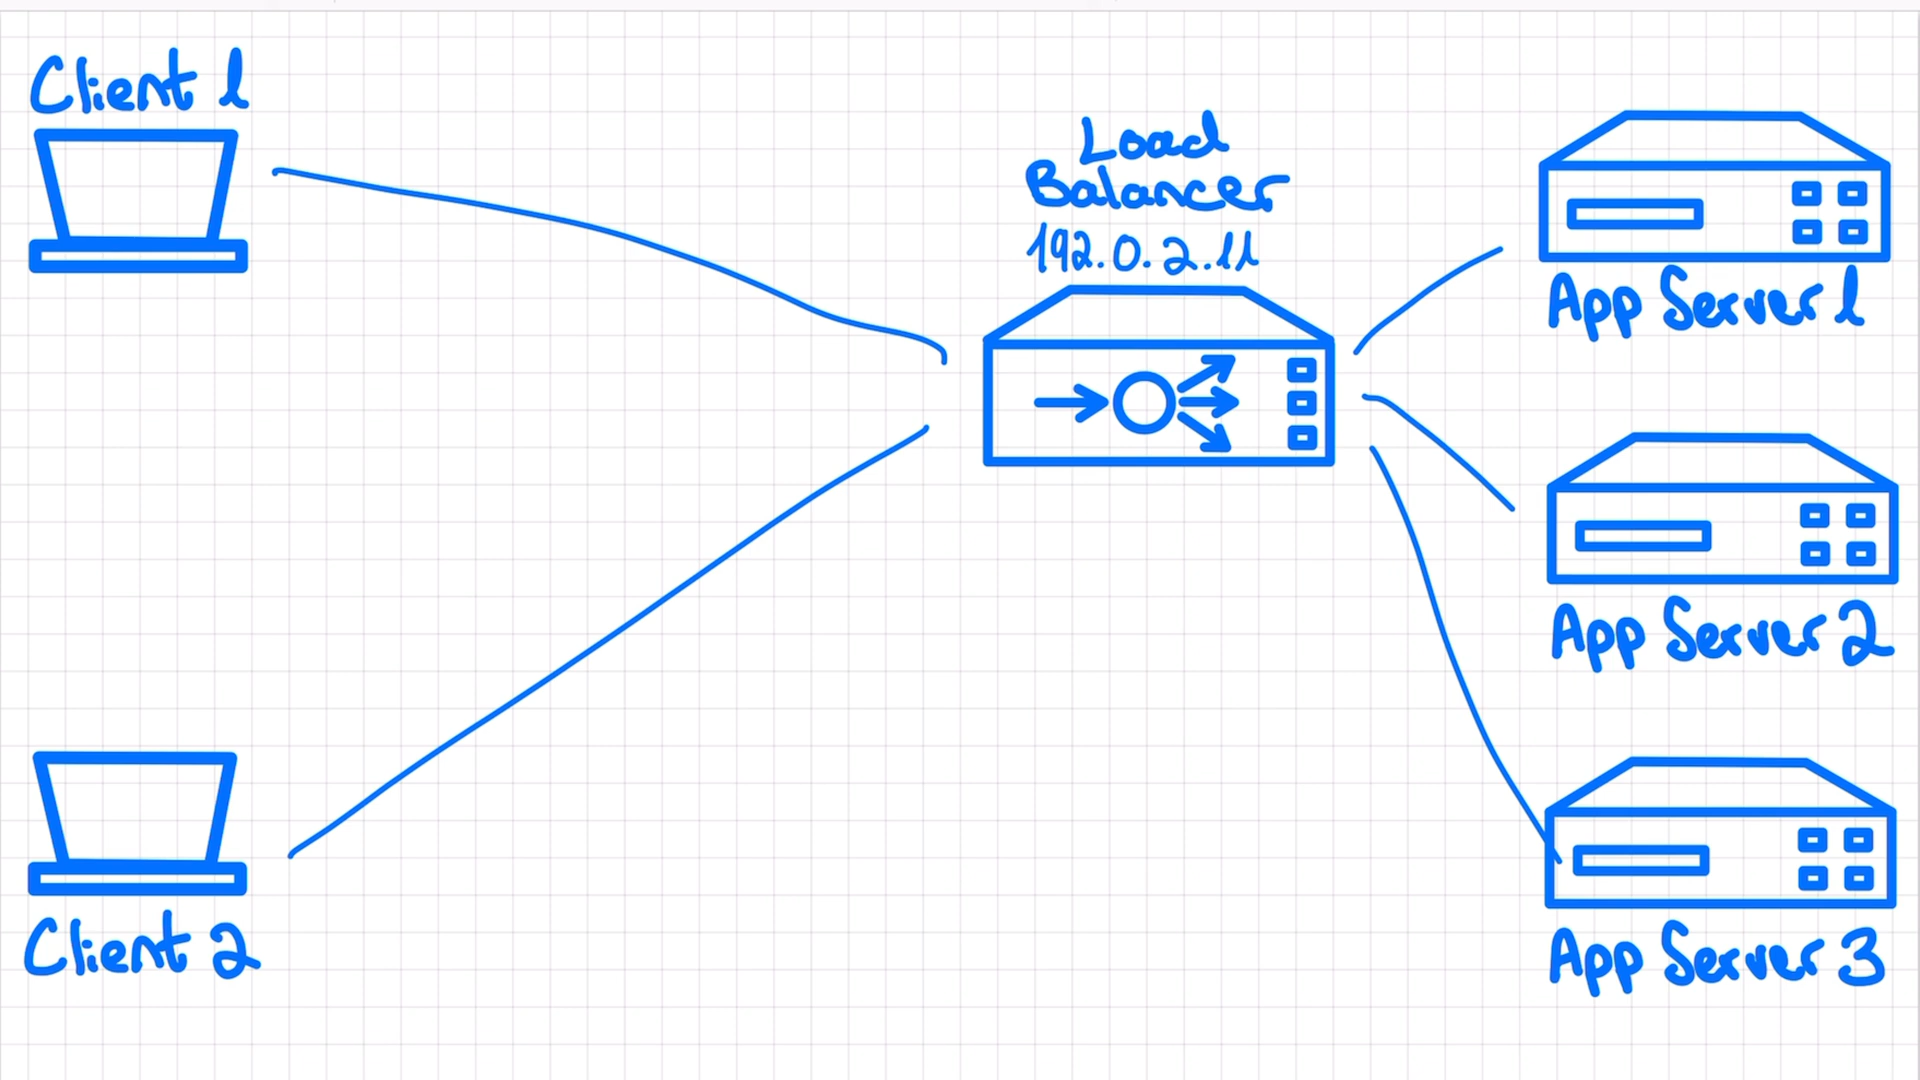 Client 1
Load
Balancer
192.0.2.11
App Server 1
App Server 2
Client 2
App Server 3